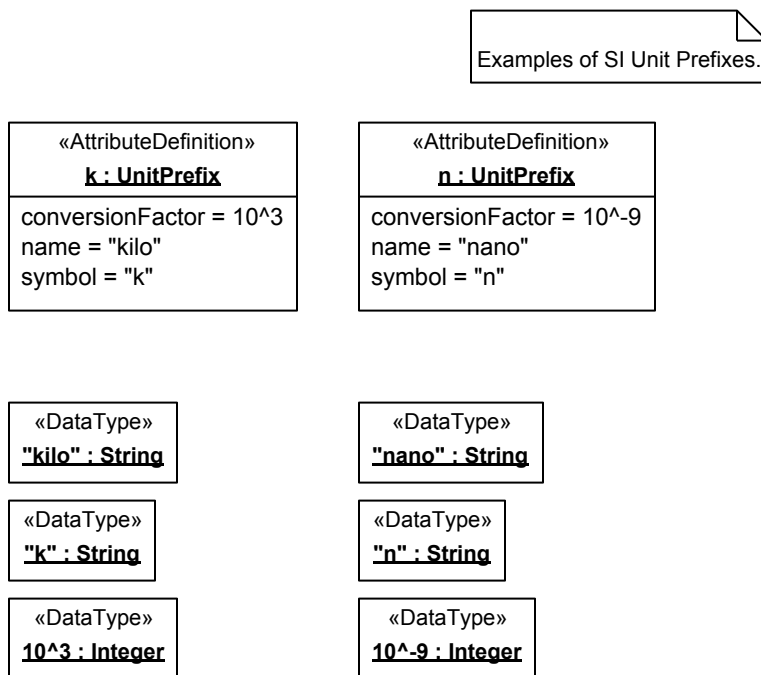 Examples of SI Unit Prefixes.
«AttributeDefinition»
k : UnitPrefix
conversionFactor = 10^3
name = "kilo"
symbol = "k"
«AttributeDefinition»
n : UnitPrefix
conversionFactor = 10^-9
name = "nano"
symbol = "n"
«DataType»
"kilo" : String
«DataType»
"nano" : String
«DataType»
"k" : String
«DataType»
"n" : String
«DataType»
10^3 : Integer
«DataType»
10^-9 : Integer